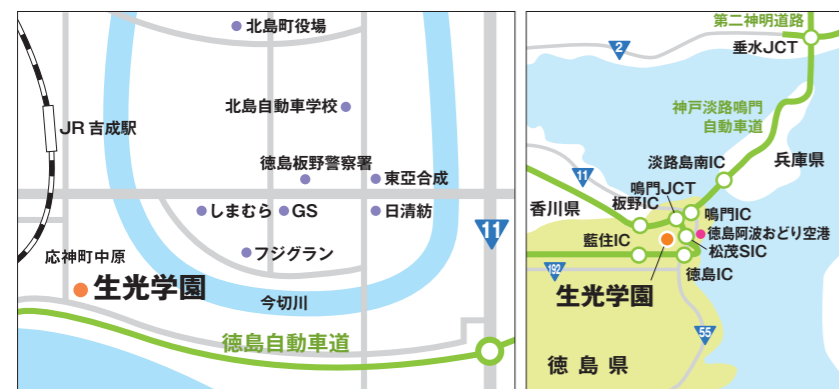 北島町役場
北島自動車学校
JR吉成駅
徳島板野警察署
東亞合成
しまむら
GS
日清紡
11
フジグラン
応神町中原
生光学園
今切川
徳島自動車道
第二神明道路
2
垂水JCT
神戸淡路鳴門
自動車道
淡路島南IC
兵庫県
11
鳴門JCT
板野IC
香川県
鳴門IC
徳島阿波おどり空港
藍住IC
松茂SIC
徳島IC
192
生光学園
55
徳島県